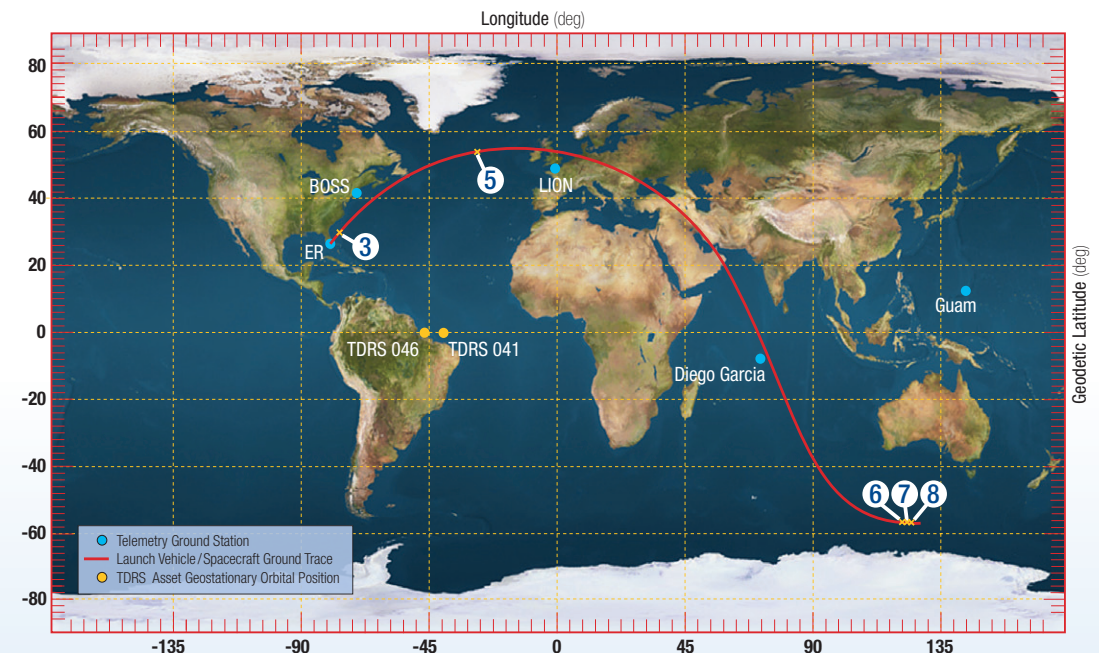 Longitude (deg)
80
60
40
20
0
-20
-40
-60
-80
BOSS
ER
3
5
LION
TDRS 046
TDRS 041
Diego Garcia
Guam
6 7 8
Geodetic Latitude (deg)
Telemetry Ground Station
Launch Vehicle/Spacecraft Ground Trace
TDRS Asset Geostationary Orbital Position
-135 -90 -45 0 45 90 135